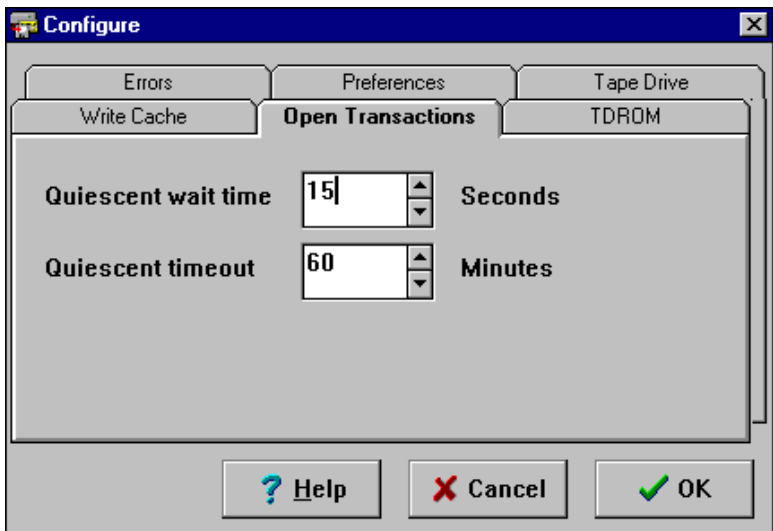 Configure
Errors Preferences Tape Drive
Write Cache Open Transactions TDROM
Quiescent wait time 15 Seconds
Quiescent timeout 60 Minutes
? Help Cancel OK